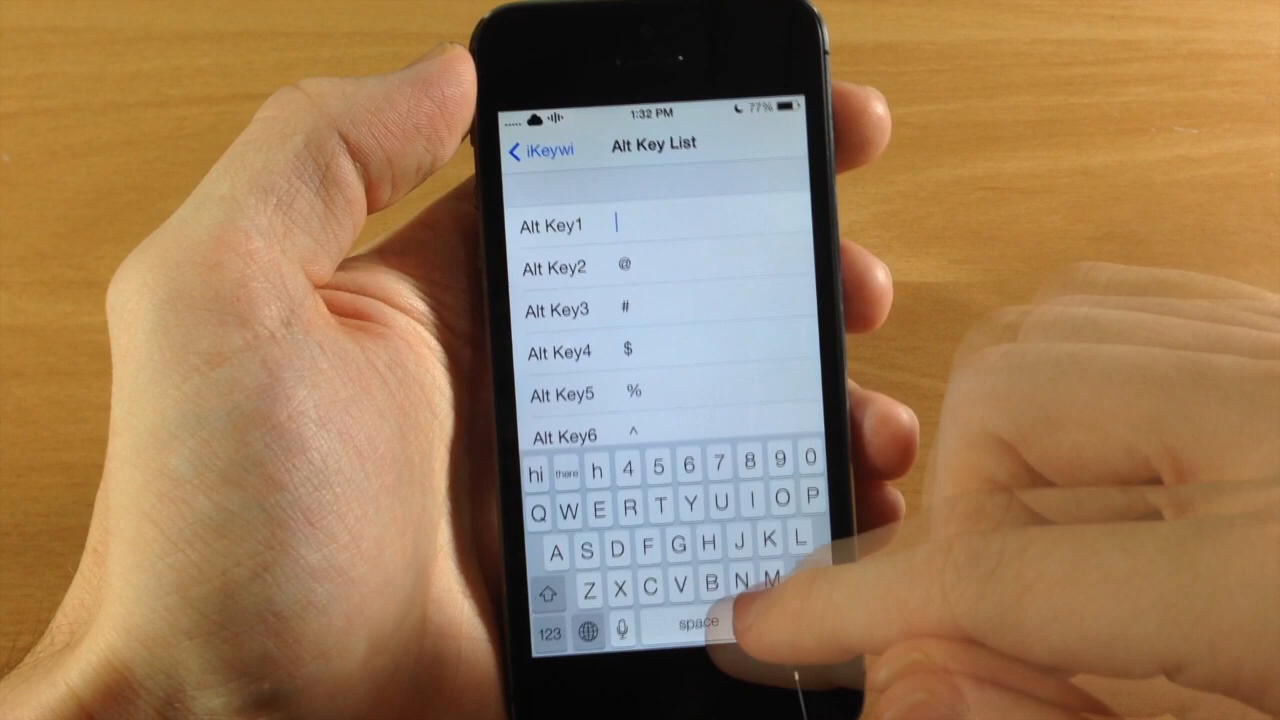 1:32 PM 77%
iKeywi Alt Key List
Alt Key1
Alt Key2 @
Alt Key3 #
Alt Key4 $
Alt Key5 %
Alt Key6 ^
hi there h 4 5 6 7 8 9 0
Q W E R T Y U I O P
A S D F G H J K L
Z X C V B N M
123 space